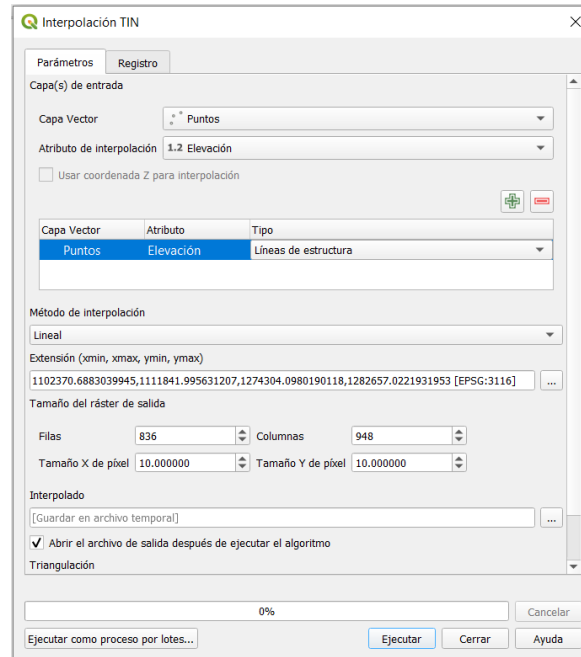 Interpolación TIN
Parámetros Registro
Capa(s) de entrada
Capa Vector Puntos
Atributo de interpolación 1.2 Elevación
Usar coordenada Z para interpolación
Capa Vector Atributo Tipo
Puntos Elevación Líneas de estructura
Método de interpolación
Lineal
Extensión (xmin, xmax, ymin, ymax)
1102370.6883039945,1111841.995631207,1274304.0980190118,1282657.0221931953 [EPSG:3116] ...
Tamaño del ráster de salida
Filas 836 Columnas 948
Tamaño X de píxel 10.000000 Tamaño Y de píxel 10.000000
Interpolado
[Guardar en archivo temporal] ...
Abrir el archivo de salida después de ejecutar el algoritmo
Triangulación
0% Cancelar
Ejecutar como proceso por lotes... Ejecutar Cerrar Ayuda